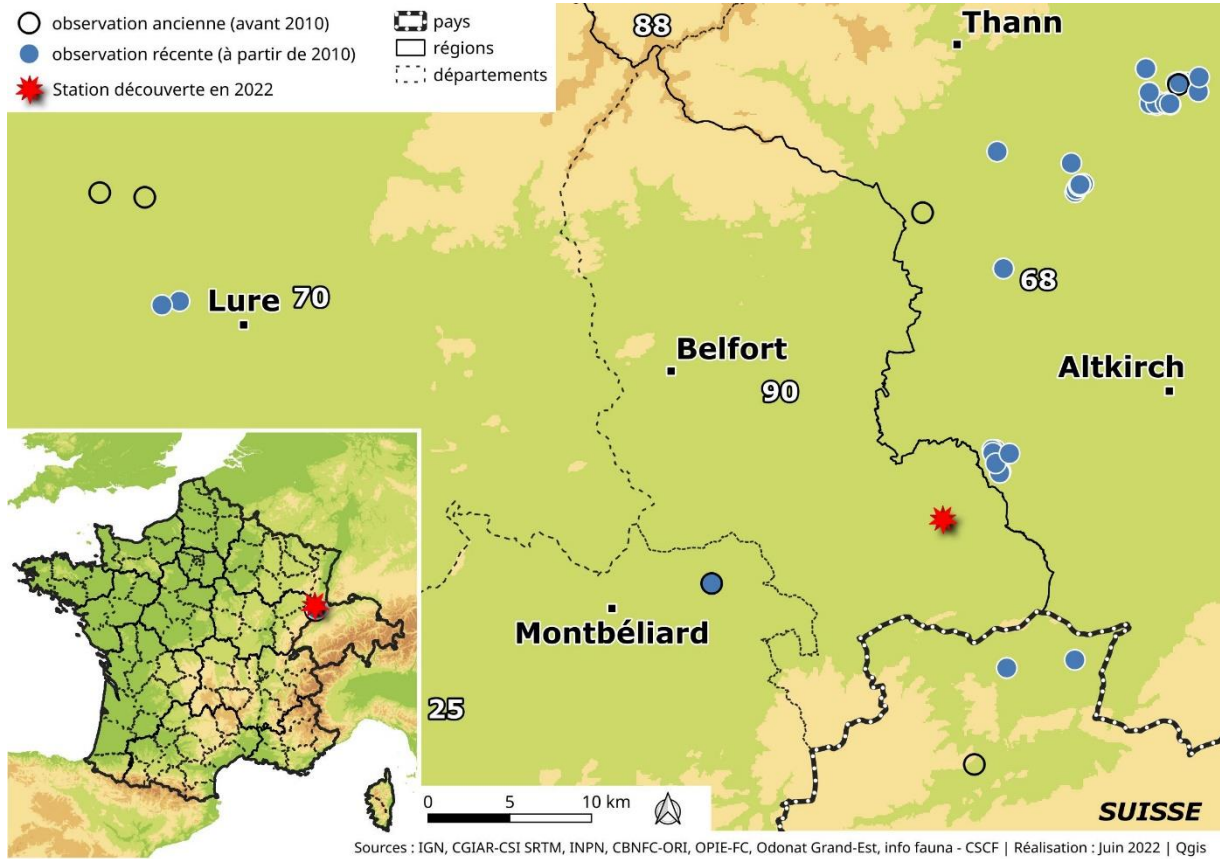 observation ancienne (avant 2010)
observation récente (à partir de 2010)
Station découverte en 2022
pays
régions
départements
88
Thann
Lure
70
68
Belfort
90
Altkirch
Montbéliard
25
0 5 10 km
SUISSE
Sources : IGN, CGIAR-CSI SRTM, INPN, CBNFC-ORI, OPIE-FC, Odonat Grand-Est, info fauna - CSCF | Réalisation : Juin 2022 | Qgis